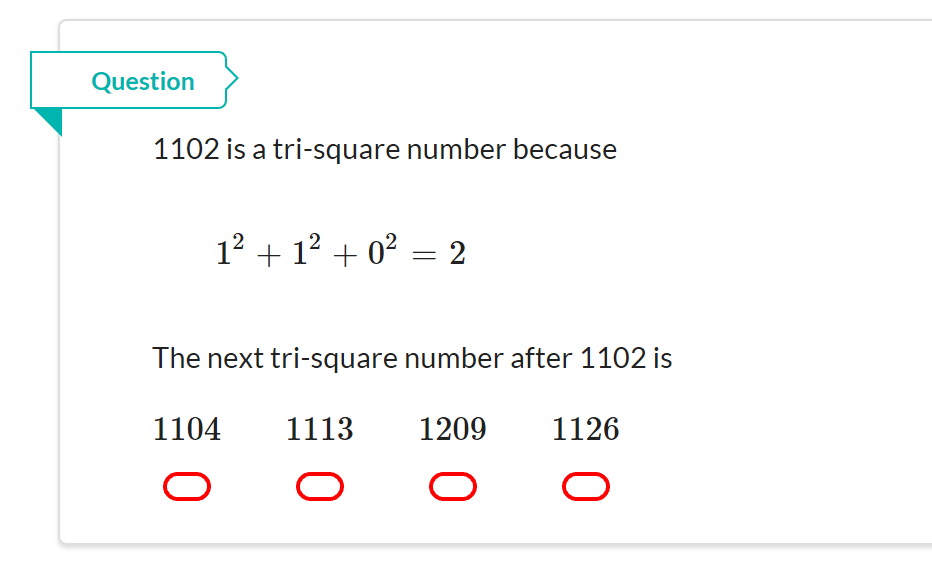 Question
1102 is a tri-square number because
1² + 1² + 0² = 2
The next tri-square number after 1102 is
1104 1113 1209 1126